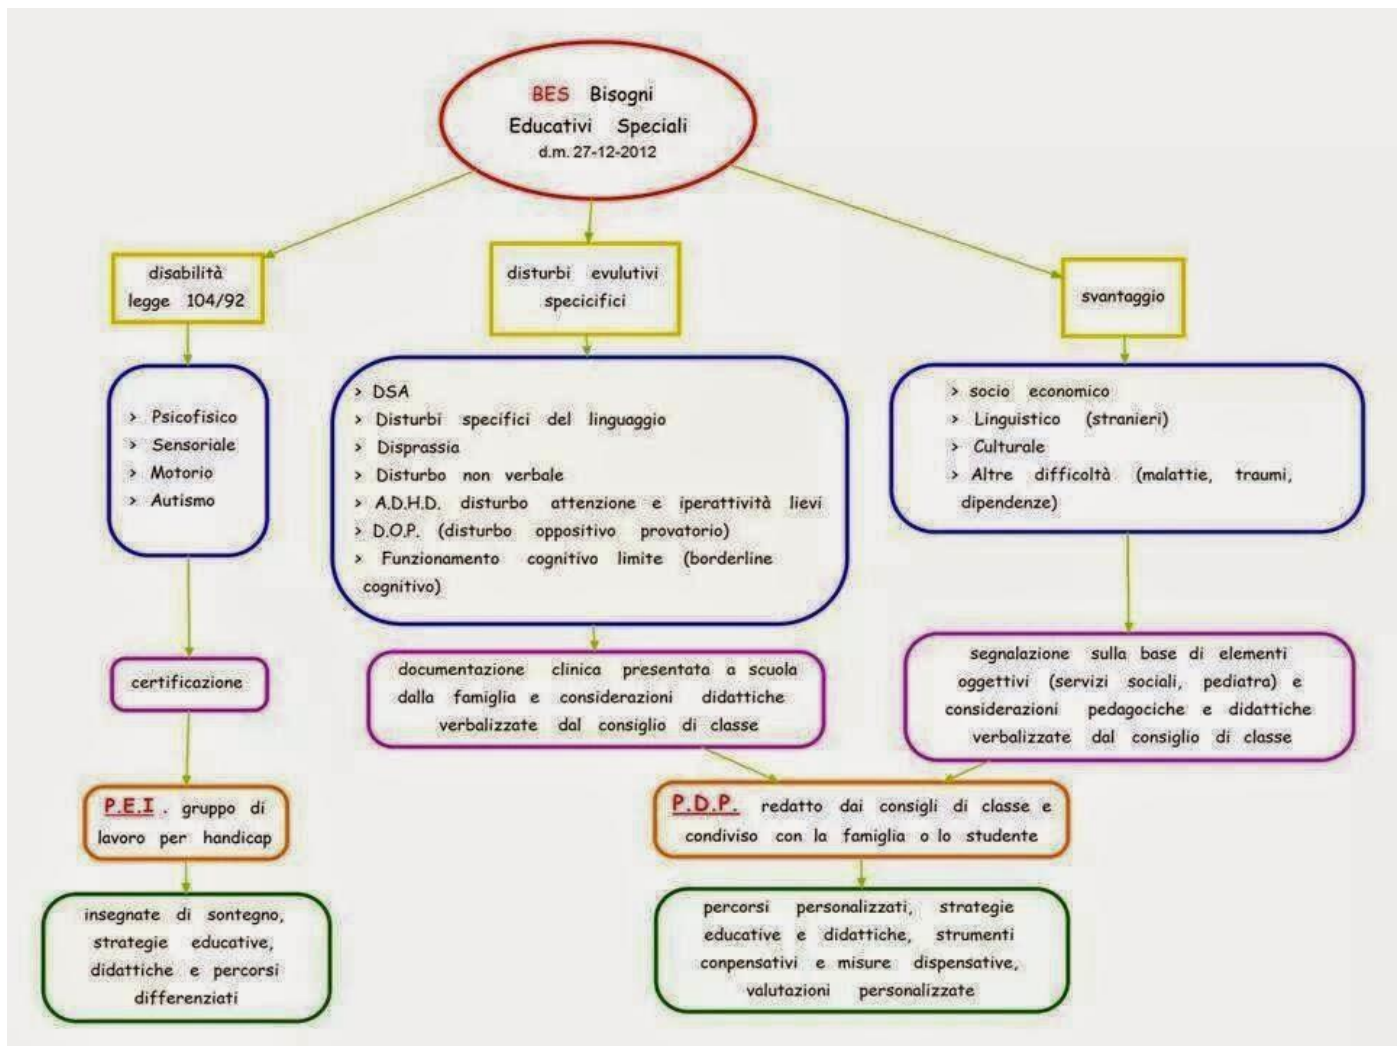 BES Bisogni
Educativi Speciali
d.m. 27-12-2012
disabilità
legge 104/92
disturbi evulutivi
specicifici
svantaggio
> Psicofisico
> Sensoriale
> Motorio
> Autismo
> DSA
> Disturbi specifici del linguaggio
> Disprassia
> Disturbo non verbale
> A.D.H.D. disturbo attenzione e iperattività lievi
> D.O.P. (disturbo oppositivo provatorio)
> Funzionamento cognitivo limite (borderline
cognitivo)
> socio economico
> Linguistico (stranieri)
> Culturale
> Altre difficoltà (malattie, traumi,
dipendenze)
certificazione
documentazione clinica presentata a scuola
dalla famiglia e considerazioni didattiche
verbalizzate dal consiglio di classe
segnalazione sulla base di elementi
oggettivi (servizi sociali, pediatra) e
considerazioni pedagociche e didattiche
verbalizzate dal consiglio di classe
P.E.I . gruppo di
lavoro per handicap
P.D.P. redatto dai consigli di classe e
condiviso con la famiglia o lo studente
insegnate di sontegno,
strategie educative,
didattiche e percorsi
differenziati
percorsi personalizzati, strategie
educative e didattiche, strumenti
conpensativi e misure dispensative,
valutazioni personalizzate